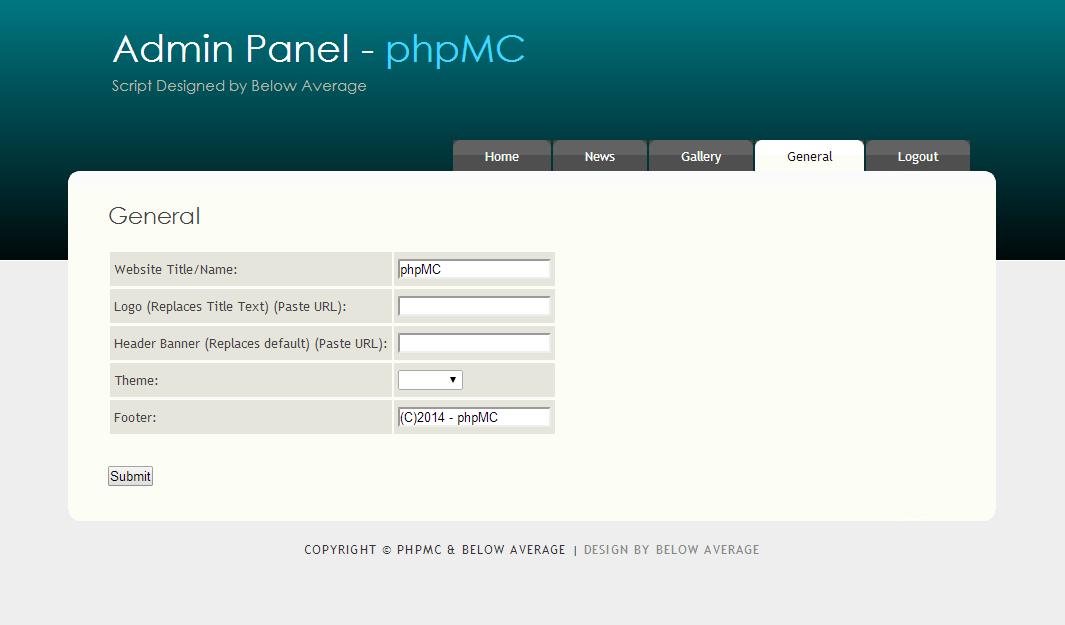 Admin Panel - phpMC
Script Designed by Below Average
Home News Gallery General Logout
General
Website Title/Name: phpMC
Logo (Replaces Title Text) (Paste URL):
Header Banner (Replaces default) (Paste URL):
Theme:
Footer: (C)2014 - phpMC
Submit
COPYRIGHT © PHPMC & BELOW AVERAGE | DESIGN BY BELOW AVERAGE